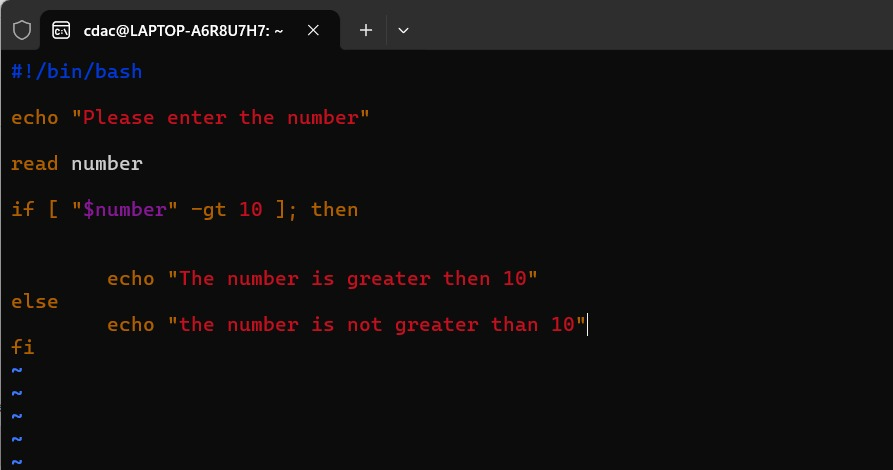 cdac@LAPTOP-A6R8U7H7: ~
#!/bin/bash
echo "Please enter the number"
read number
if [ "$number" -gt 10 ]; then
        echo "The number is greater then 10"
else
        echo "the number is not greater than 10"
fi
~
~
~
~
~